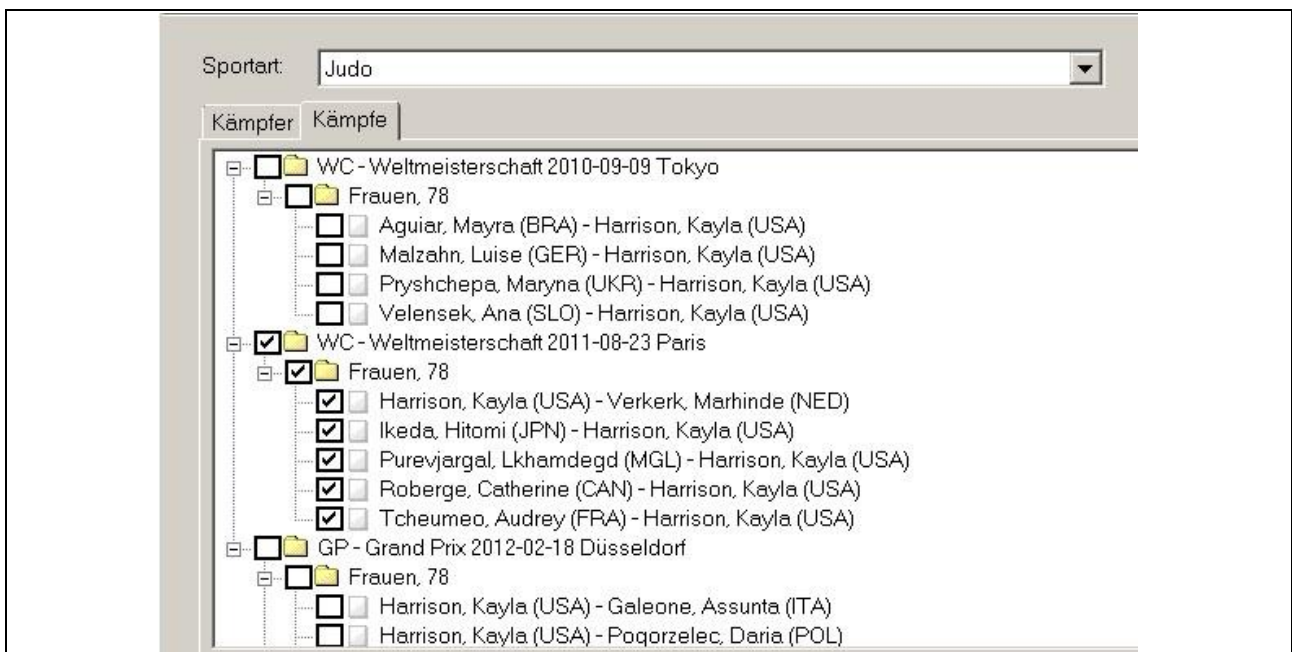 Sportart: Judo
Kämpfer Kämpfe
WC - Weltmeisterschaft 2010-09-09 Tokyo
Frauen, 78
Aguiar, Mayra (BRA) - Harrison, Kayla (USA)
Malzahn, Luise (GER) - Harrison, Kayla (USA)
Pryshchepa, Maryna (UKR) - Harrison, Kayla (USA)
Velensek, Ana (SLO) - Harrison, Kayla (USA)
WC - Weltmeisterschaft 2011-08-23 Paris
Frauen, 78
Harrison, Kayla (USA) - Verkerk, Marhinde (NED)
Ikeda, Hitomi (JPN) - Harrison, Kayla (USA)
Purevjargal, Lkhamdegd (MGL) - Harrison, Kayla (USA)
Roberge, Catherine (CAN) - Harrison, Kayla (USA)
Tcheumeo, Audrey (FRA) - Harrison, Kayla (USA)
GP - Grand Prix 2012-02-18 Düsseldorf
Frauen, 78
Harrison, Kayla (USA) - Galeone, Assunta (ITA)
Harrison, Kayla (USA) - Pogorzelec, Daria (POL)